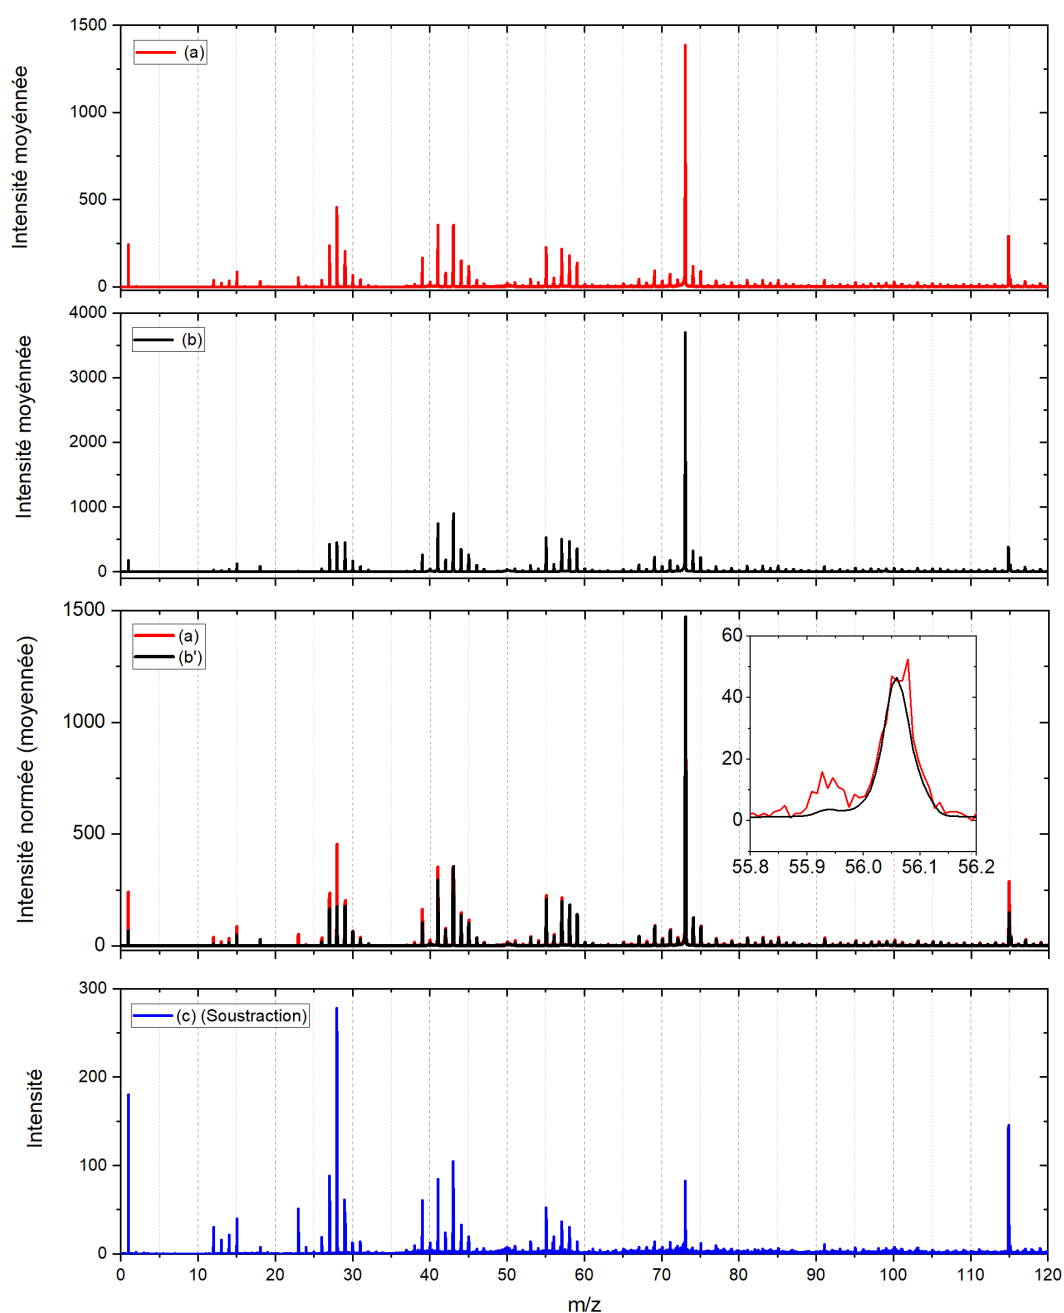 1500
1000
500
0
Intensité moyénnée
(a)
4000
3000
2000
1000
0
Intensité moyénnée
(b)
1500
1000
500
0
Intensité normée (moyennée)
(a)
(b')
60
40
20
0
55.8 55.9 56.0 56.1 56.2
300
200
100
0
Intensité
(c) (Soustraction)
0 10 20 30 40 50 60 70 80 90 100 110 120
m/z